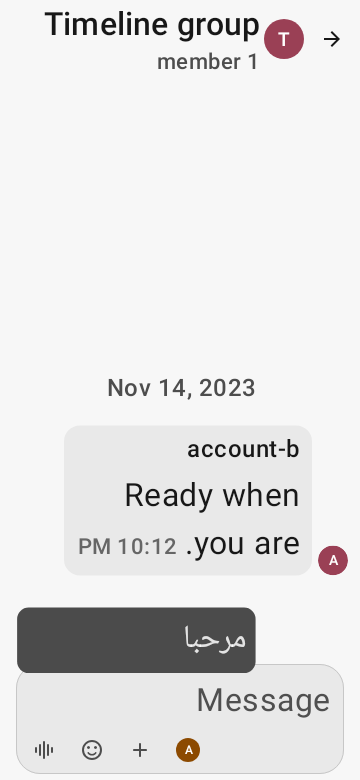 Timeline group
T
member 1
Nov 14, 2023
account-b
Ready when
you are.
10:12 PM
A
مرحبا
Message
A